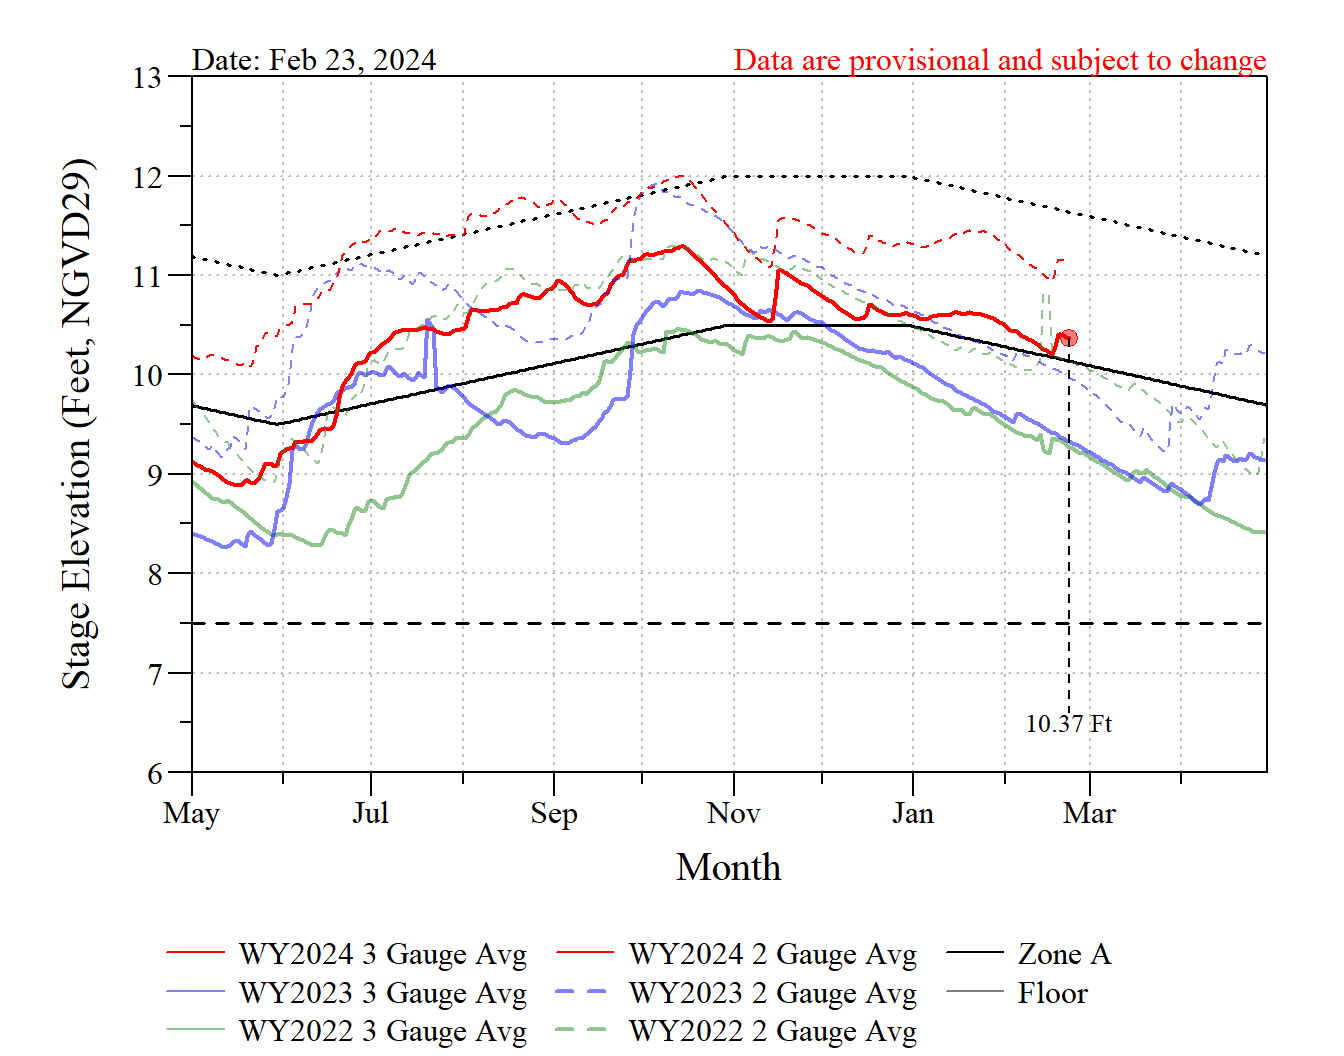 Date: Feb 23, 2024
Data are provisional and subject to change
Stage Elevation (Feet, NGVD29)
13
12
11
10
9
8
7
6
10.37 Ft
May
Jul
Sep
Nov
Jan
Mar
Month
WY2024 3 Gauge Avg
WY2024 2 Gauge Avg
Zone A
WY2023 3 Gauge Avg
WY2023 2 Gauge Avg
Floor
WY2022 3 Gauge Avg
WY2022 2 Gauge Avg